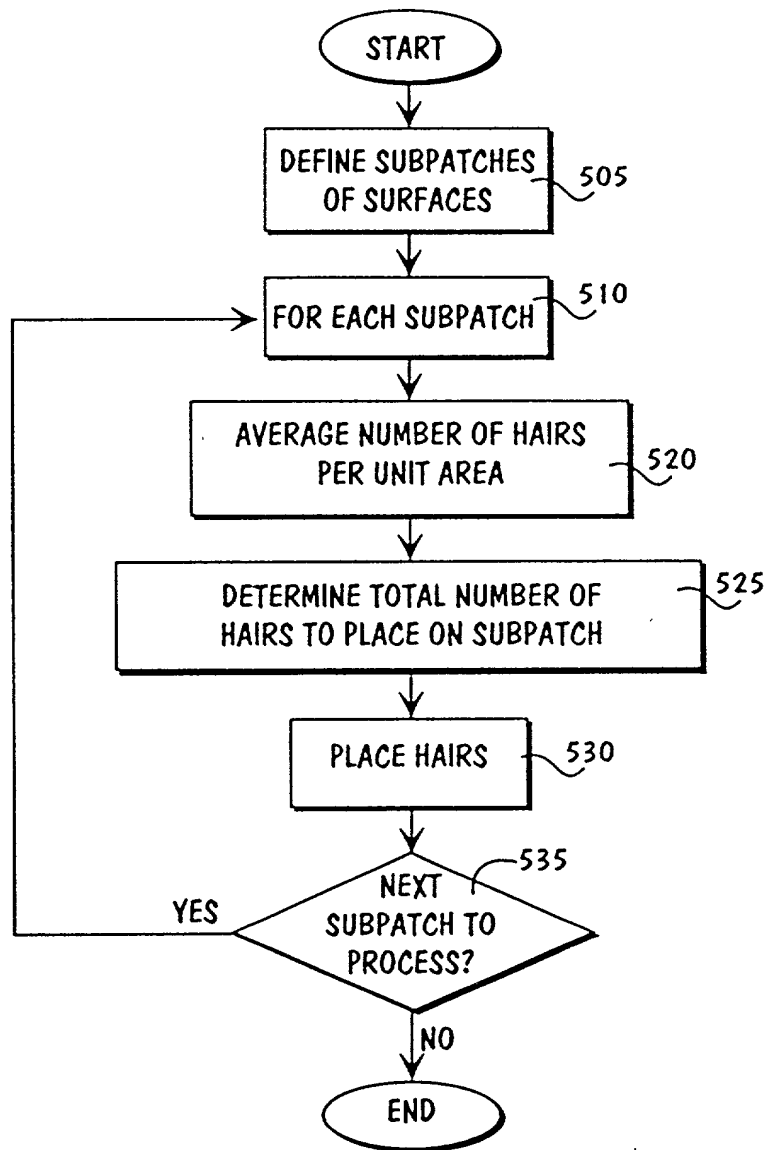 START
DEFINE SUBPATCHES
OF SURFACES
505
FOR EACH SUBPATCH
510
AVERAGE NUMBER OF HAIRS
PER UNIT AREA
520
DETERMINE TOTAL NUMBER OF
HAIRS TO PLACE ON SUBPATCH
525
PLACE HAIRS
530
535
NEXT
SUBPATCH TO
PROCESS?
YES
NO
END